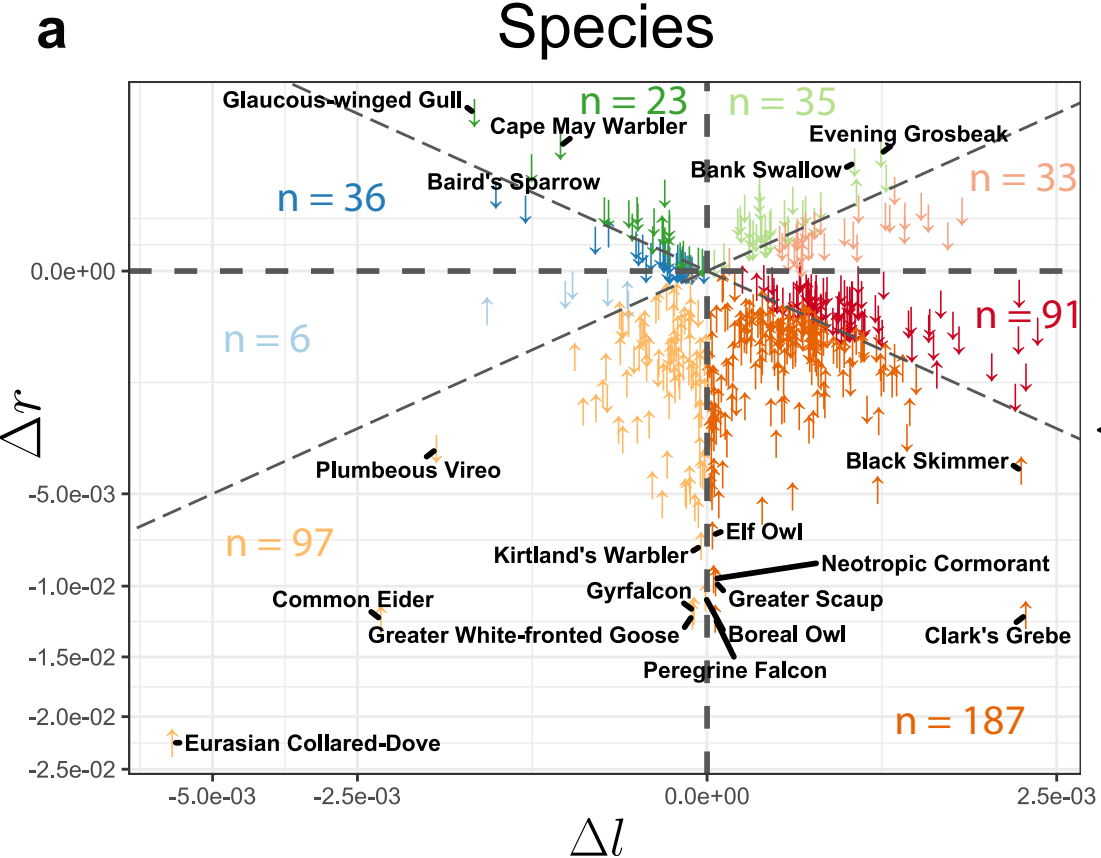 a
Species
Glaucous-winged Gull
n = 23
n = 35
Cape May Warbler
Evening Grosbeak
Bank Swallow
Baird's Sparrow
n = 33
n = 36
0.0e+00
n = 91
n = 6
Δr
Plumbeous Vireo
Black Skimmer
-5.0e-03
Elf Owl
n = 97
Kirtland's Warbler
Neotropic Cormorant
-1.0e-02
Gyrfalcon
Common Eider
Greater Scaup
Greater White-fronted Goose
Boreal Owl
Clark's Grebe
-1.5e-02
Peregrine Falcon
-2.0e-02
n = 187
Eurasian Collared-Dove
-2.5e-02
-5.0e-03
-2.5e-03
0.0e+00
2.5e-03
Δl